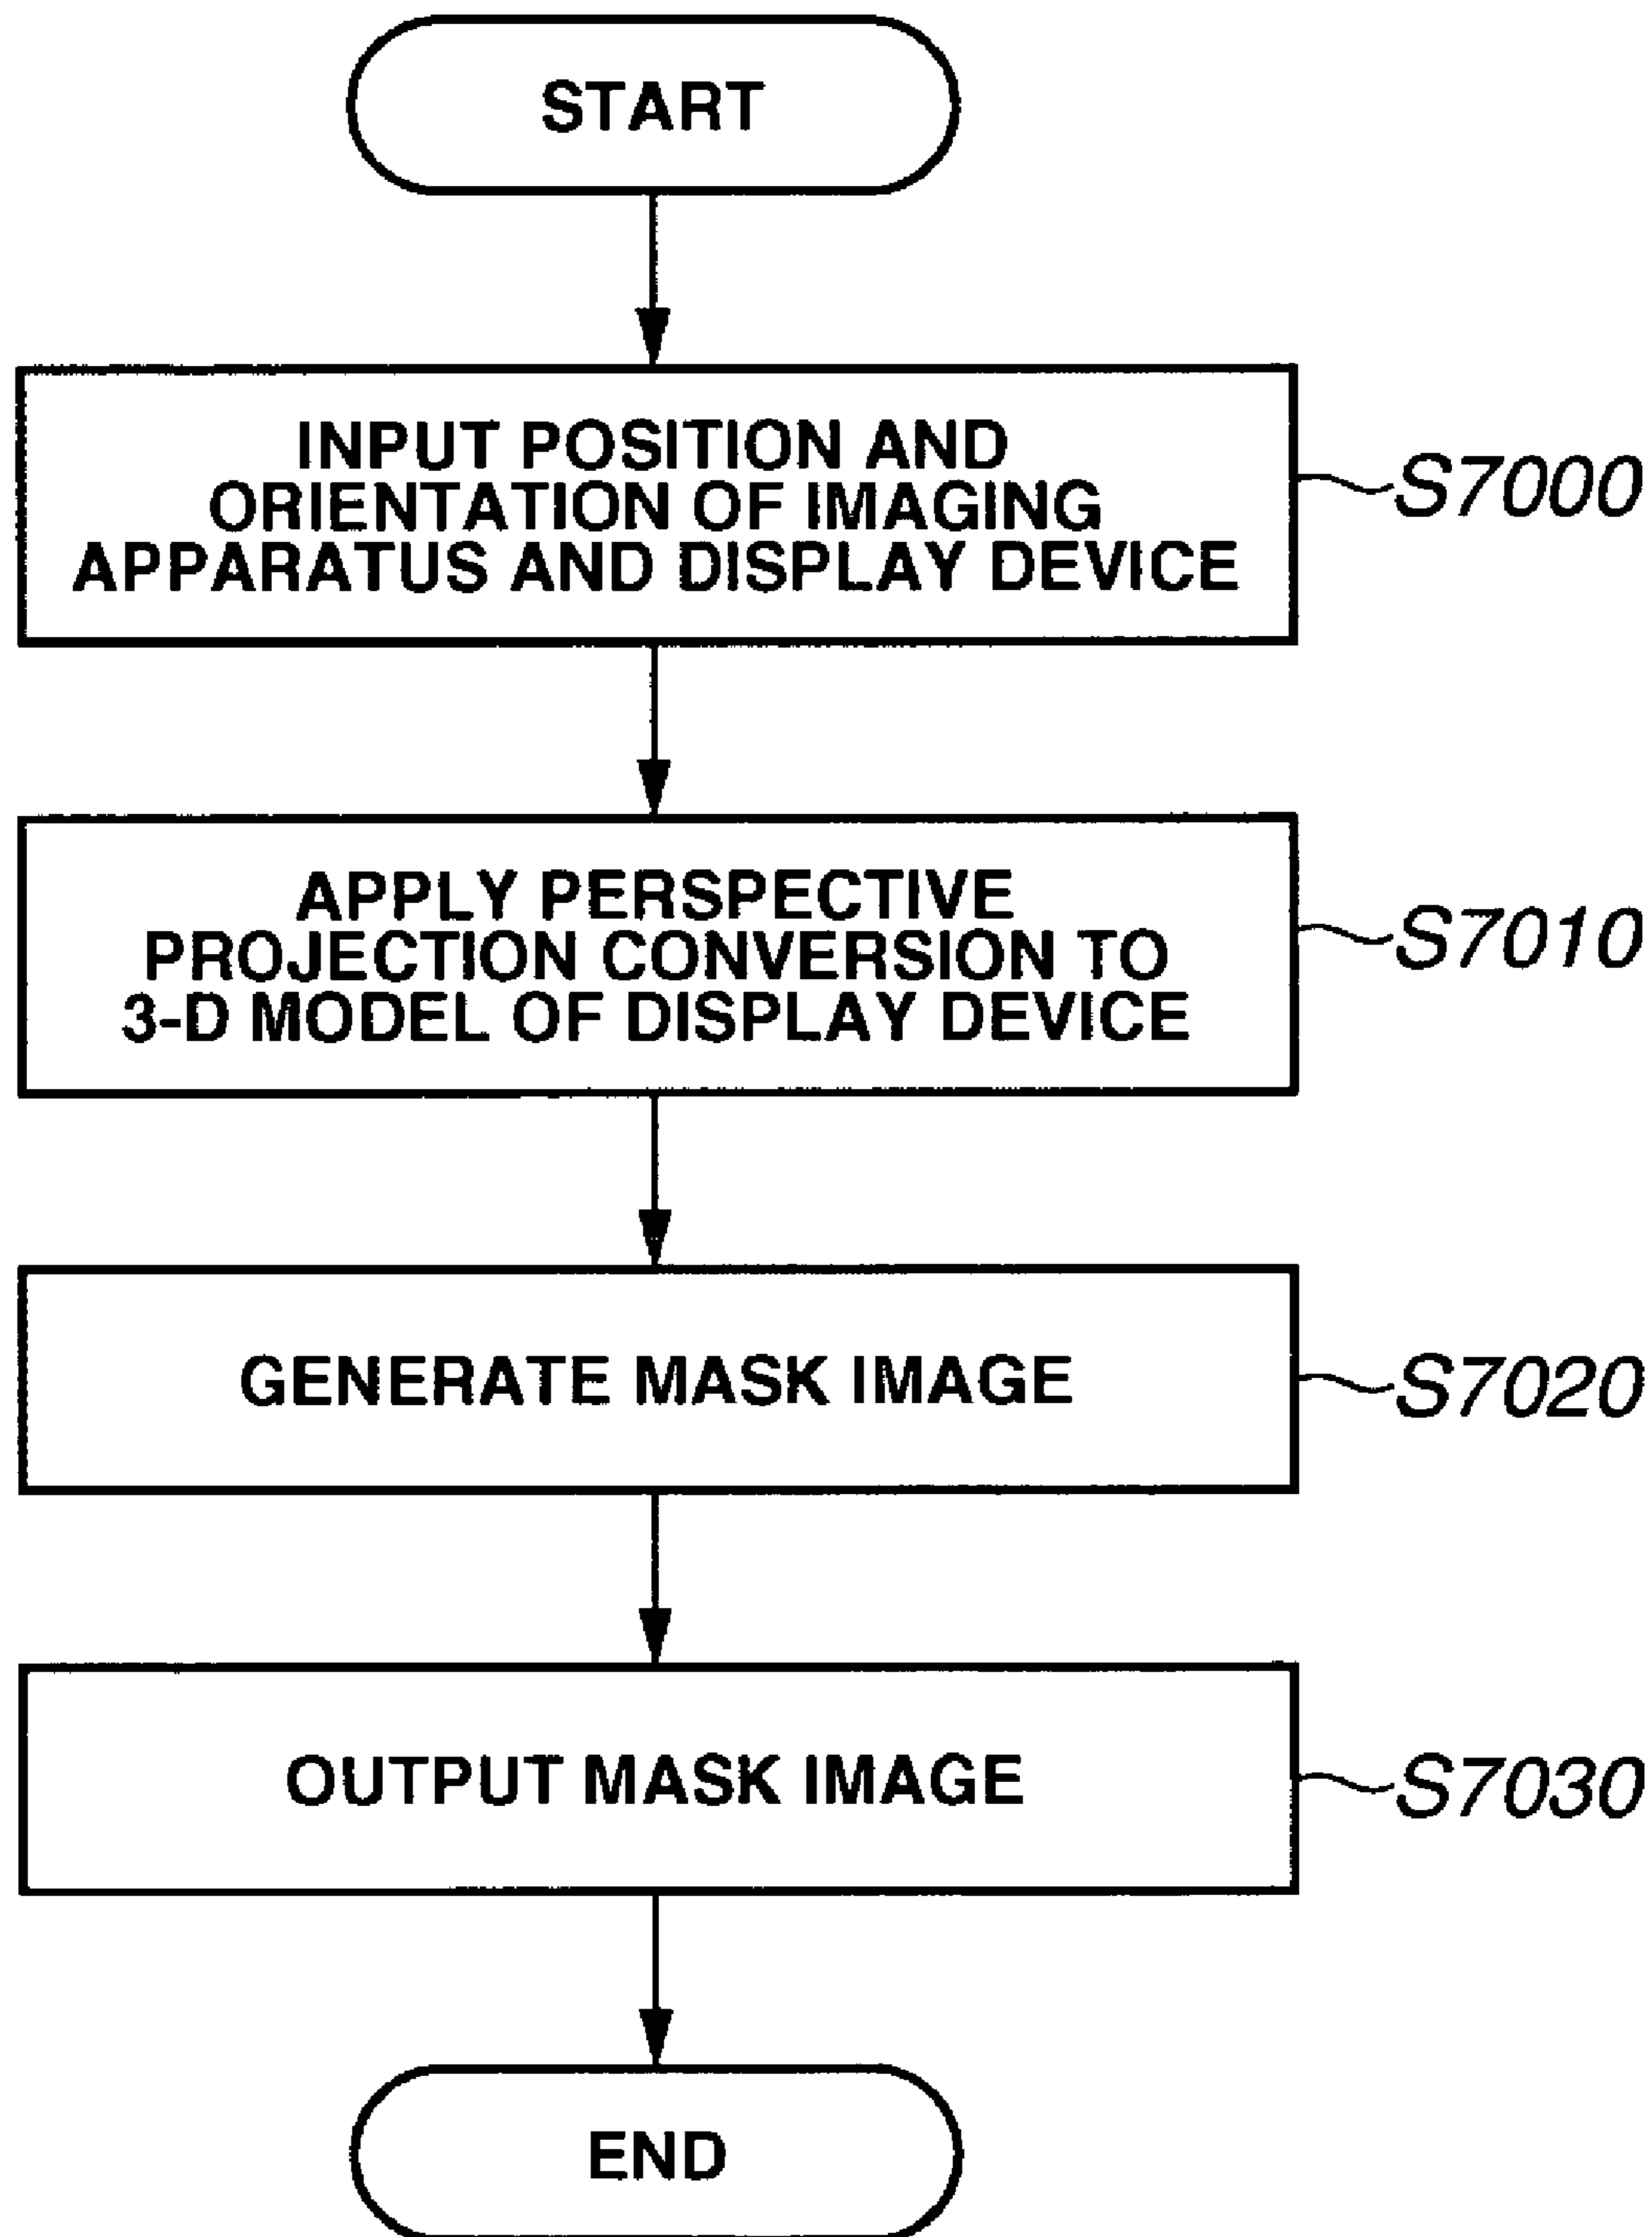 START
INPUT POSITION AND
ORIENTATION OF IMAGING
APPARATUS AND DISPLAY DEVICE
S7000
APPLY PERSPECTIVE
PROJECTION CONVERSION TO
3-D MODEL OF DISPLAY DEVICE
S7010
GENERATE MASK IMAGE
S7020
OUTPUT MASK IMAGE
S7030
END